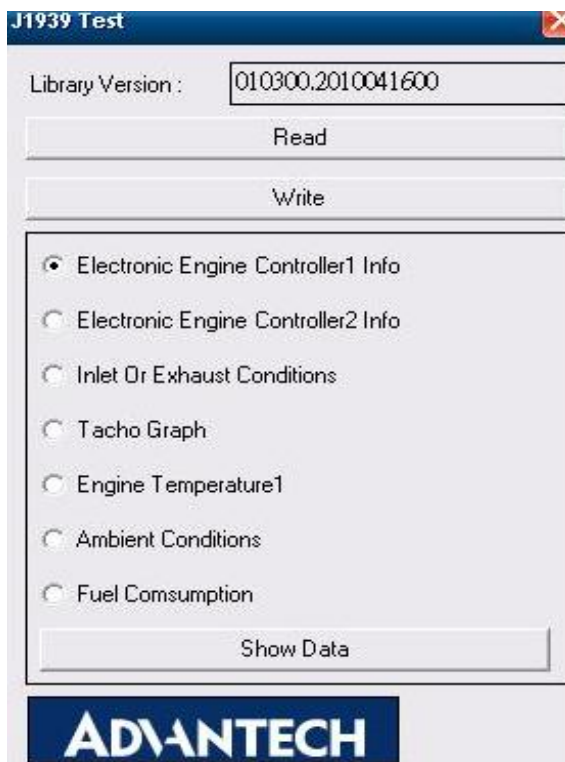 J1939 Test
Library Version : 010300.2010041600
Read
Write
Electronic Engine Controller1 Info
Electronic Engine Controller2 Info
Inlet Or Exhaust Conditions
Tacho Graph
Engine Temperature1
Ambient Conditions
Fuel Comsumption
Show Data
ADVANTECH